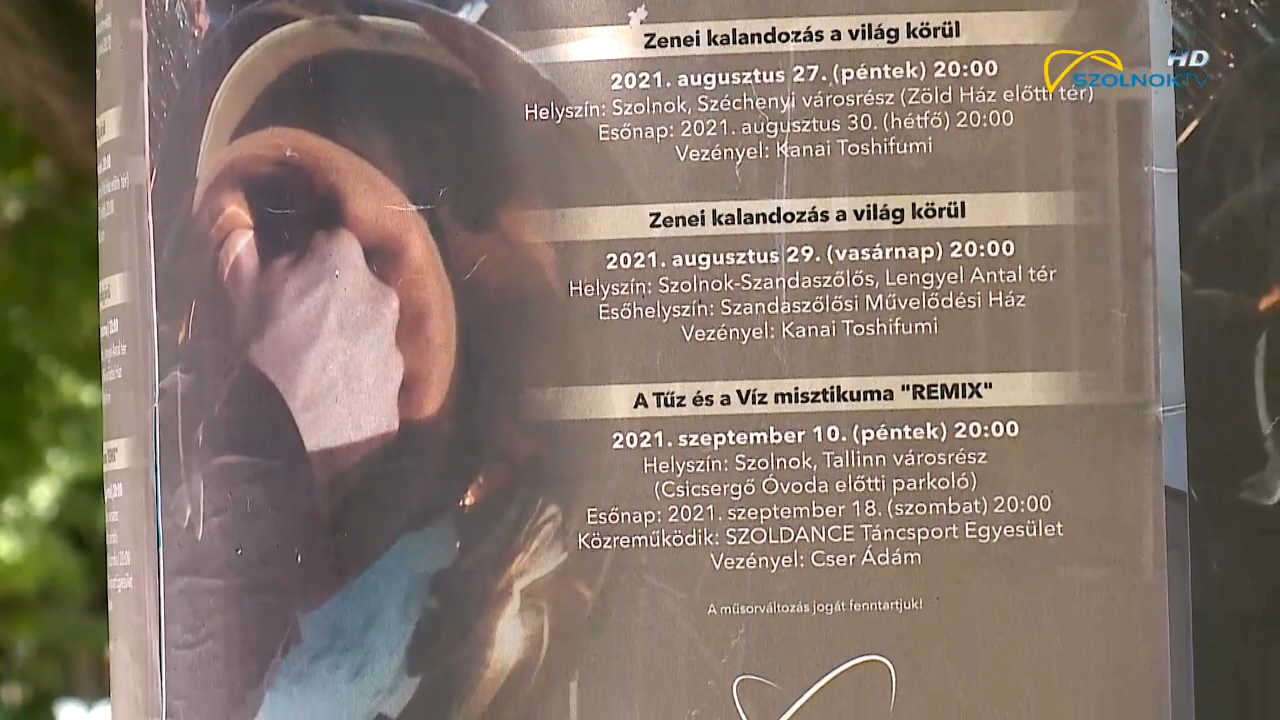 HD
SZOLNOKTV
Zenei kalandozás a világ körül
2021. augusztus 27. (péntek) 20:00
Helyszín: Szolnok, Széchenyi városrész (Zöld Ház előtti tér)
Esőnap: 2021. augusztus 30. (hétfő) 20:00
Vezényel: Kanai Toshifumi
Zenei kalandozás a világ körül
2021. augusztus 29. (vasárnap) 20:00
Helyszín: Szolnok-Szandaszőlős, Lengyel Antal tér
Esőhelyszín: Szandaszőlősi Művelődési Ház
Vezényel: Kanai Toshifumi
A Tűz és a Víz misztikuma "REMIX"
2021. szeptember 10. (péntek) 20:00
Helyszín: Szolnok, Tallinn városrész
(Csicsergő Óvoda előtti parkoló)
Esőnap: 2021. szeptember 18. (szombat) 20:00
Közreműködik: SZOLDANCE Táncsport Egyesület
Vezényel: Cser Ádám
A műsorváltozás jogát fenntartjuk!